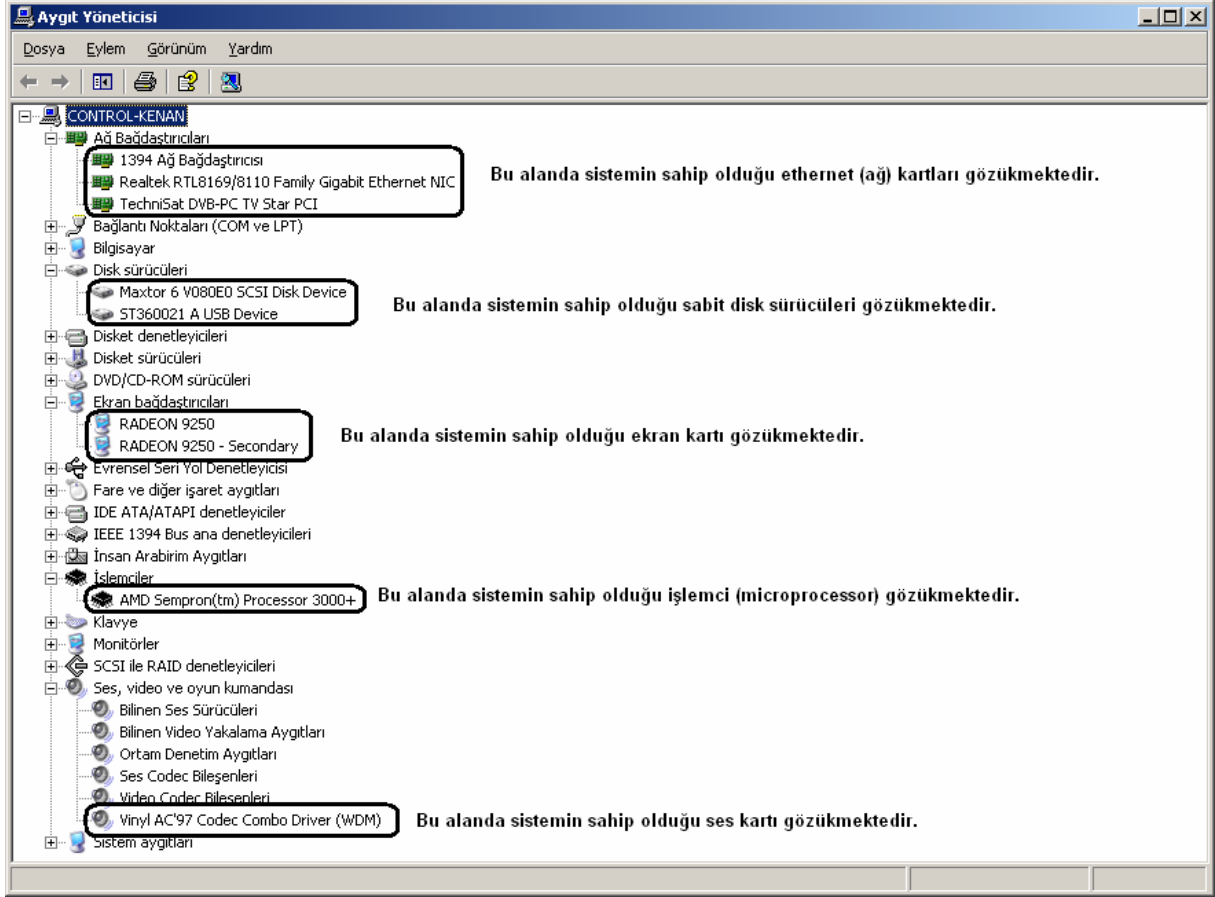 Aygıt Yöneticisi
Dosya Eylem Görünüm Yardım
CONTROL-KENAN
Ağ Bağdaştırıcıları
1394 Ağ Bağdaştırıcısı
Realtek RTL8169/8110 Family Gigabit Ethernet NIC
Bu alanda sistemin sahip olduğu ethernet (ağ) kartları gözükmektedir.
TechniSat DVB-PC TV Star PCI
Bağlantı Noktaları (COM ve LPT)
Bilgisayar
Disk sürücüleri
Maxtor 6 V080E0 SCSI Disk Device
Bu alanda sistemin sahip olduğu sabit disk sürücüleri gözükmektedir.
ST360021 A USB Device
Disket denetleyicileri
Disket sürücüleri
DVD/CD-ROM sürücüleri
Ekran bağdaştırıcıları
RADEON 9250
Bu alanda sistemin sahip olduğu ekran kartı gözükmektedir.
RADEON 9250 - Secondary
Evrensel Seri Yol Denetleyicisi
Fare ve diğer işaret aygıtları
IDE ATA/ATAPI denetleyiciler
IEEE 1394 Bus ana denetleyicileri
İnsan Arabirim Aygıtları
İşlemciler
AMD Sempron(tm) Processor 3000+
Bu alanda sistemin sahip olduğu işlemci (microprocessor) gözükmektedir.
Klavye
Monitörler
SCSI ile RAID denetleyicileri
Ses, video ve oyun kumandası
Bilinen Ses Sürücüleri
Bilinen Video Yakalama Aygıtları
Ortam Denetim Aygıtları
Ses Codec Bileşenleri
Video Codec Bileşenleri
Vinyl AC'97 Codec Combo Driver (WDM)
Bu alanda sistemin sahip olduğu ses kartı gözükmektedir.
Sistem aygıtları